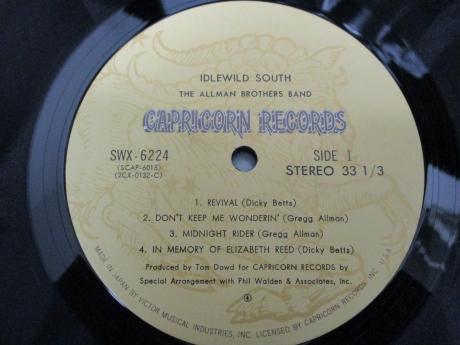 IDLEWILD SOUTH
THE ALLMAN BROTHERS BAND
CAPRICORN RECORDS
SWX-6224
(SCAP-6015)
(2CX-0132-C)
SIDE 1
STEREO 33 1/3
1. REVIVAL (Dicky Betts)
2. DON'T KEEP ME WONDERIN' (Gregg Allman)
3. MIDNIGHT RIDER (Gregg Allman)
4. IN MEMORY OF ELIZABETH REED (Dicky Betts)
Produced by Tom Dowd for CAPRICORN RECORDS by
Special Arrangement with Phil Walden & Associates, Inc.
MADE IN JAPAN BY VICTOR MUSICAL INDUSTRIES, INC. LICENSED BY CAPRICORN RECORDS INC. U.S.A.